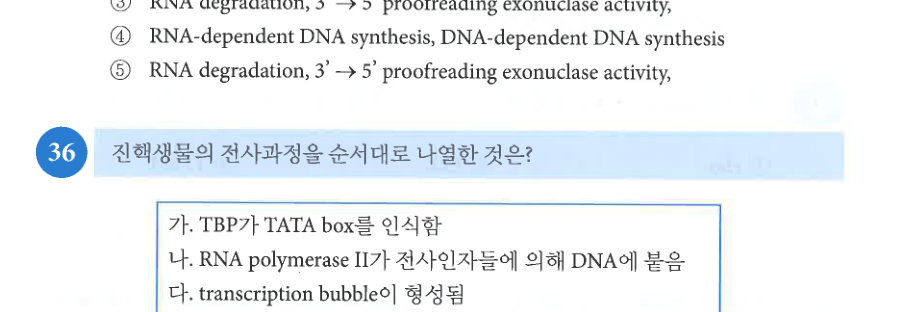 ③ RNA degradation, 3' → 5' proofreading exonuclease activity,
④ RNA-dependent DNA synthesis, DNA-dependent DNA synthesis
⑤ RNA degradation, 3' → 5' proofreading exonuclease activity,
36 진핵생물의 전사과정을 순서대로 나열한 것은?
가. TBP가 TATA box를 인식함
나. RNA polymerase II가 전사인자들에 의해 DNA에 붙음
다. transcription bubble이 형성됨